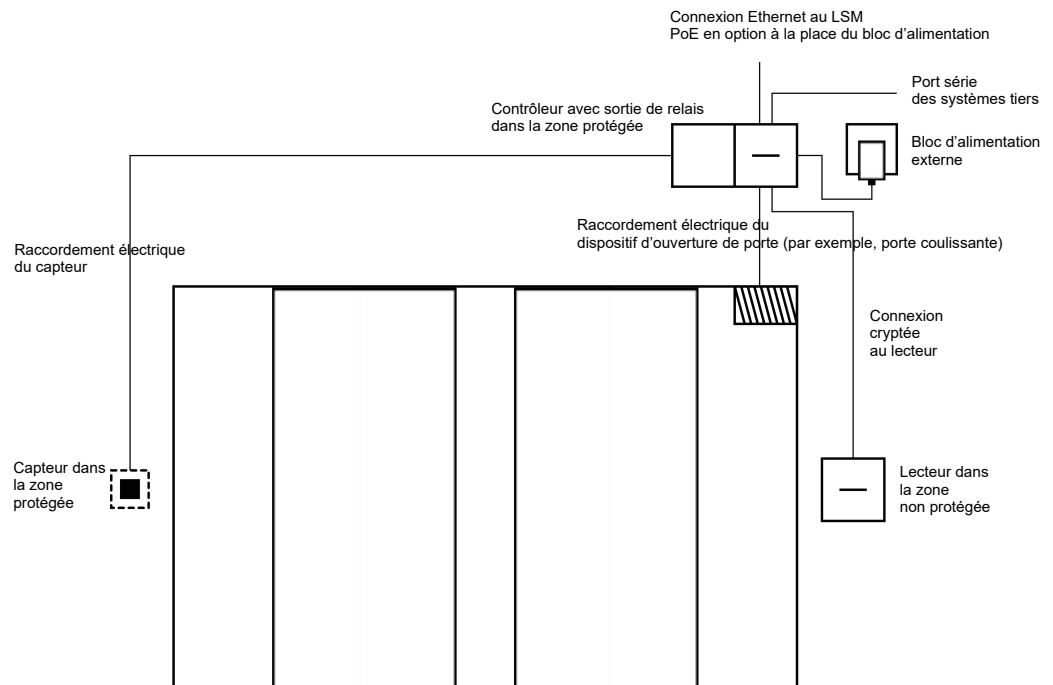 Connexion Ethernet au LSM
PoE en option à la place du bloc d’alimentation
Port série
des systèmes tiers
Contrôleur avec sortie de relais
dans la zone protégée
Bloc d’alimentation
externe
Raccordement électrique du
dispositif d’ouverture de porte (par exemple, porte coulissante)
Raccordement électrique
du capteur
Connexion
cryptée
au lecteur
Capteur dans
la zone
protégée
Lecteur dans
la zone
non protégée